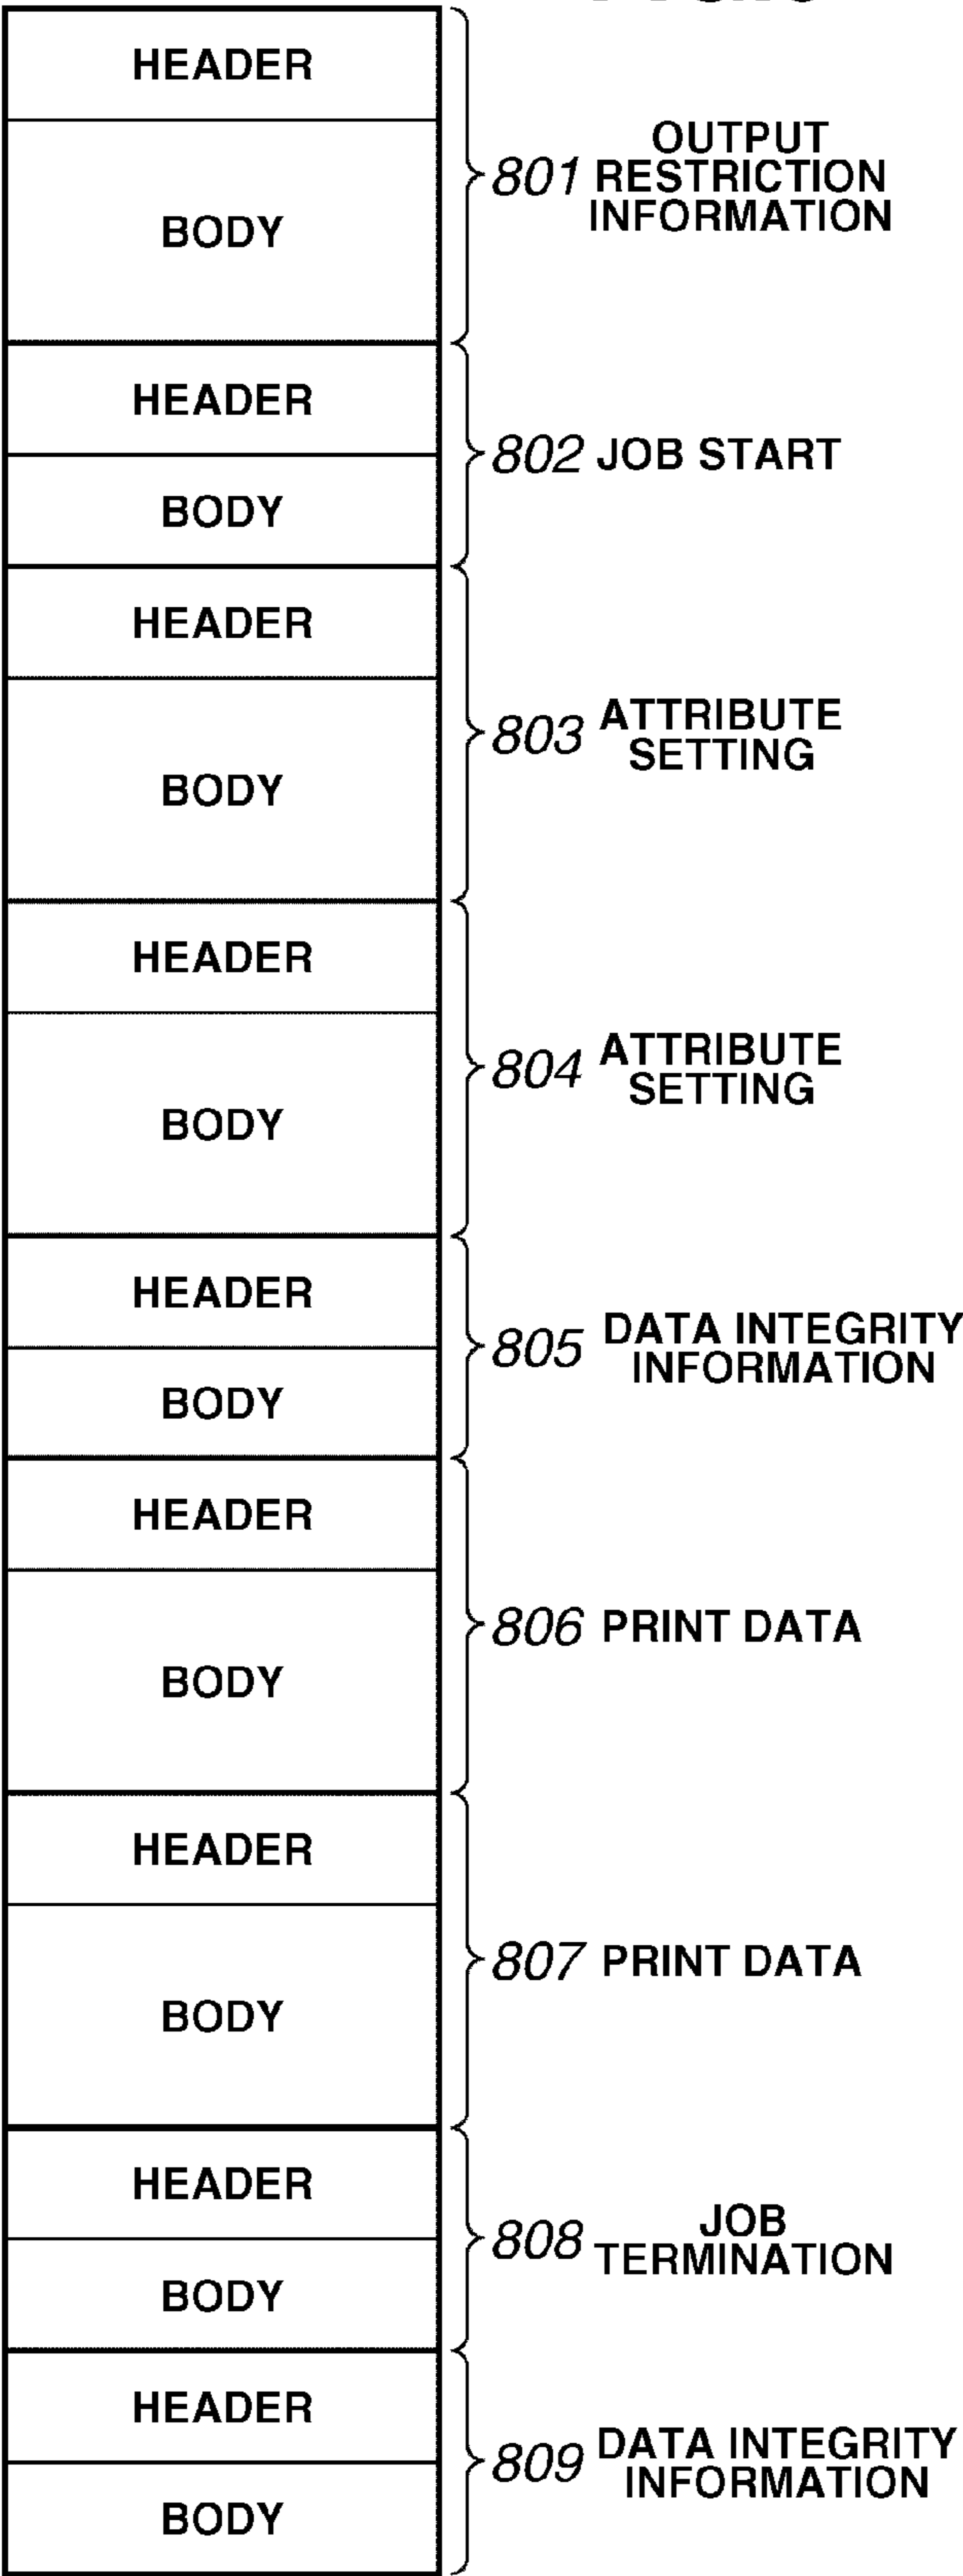 HEADER
BODY
801 OUTPUT
RESTRICTION
INFORMATION
HEADER
BODY
802 JOB START
HEADER
BODY
803 ATTRIBUTE
SETTING
HEADER
BODY
804 ATTRIBUTE
SETTING
HEADER
BODY
805 DATA INTEGRITY
INFORMATION
HEADER
BODY
806 PRINT DATA
HEADER
BODY
807 PRINT DATA
HEADER
BODY
808 JOB
TERMINATION
HEADER
BODY
809 DATA INTEGRITY
INFORMATION